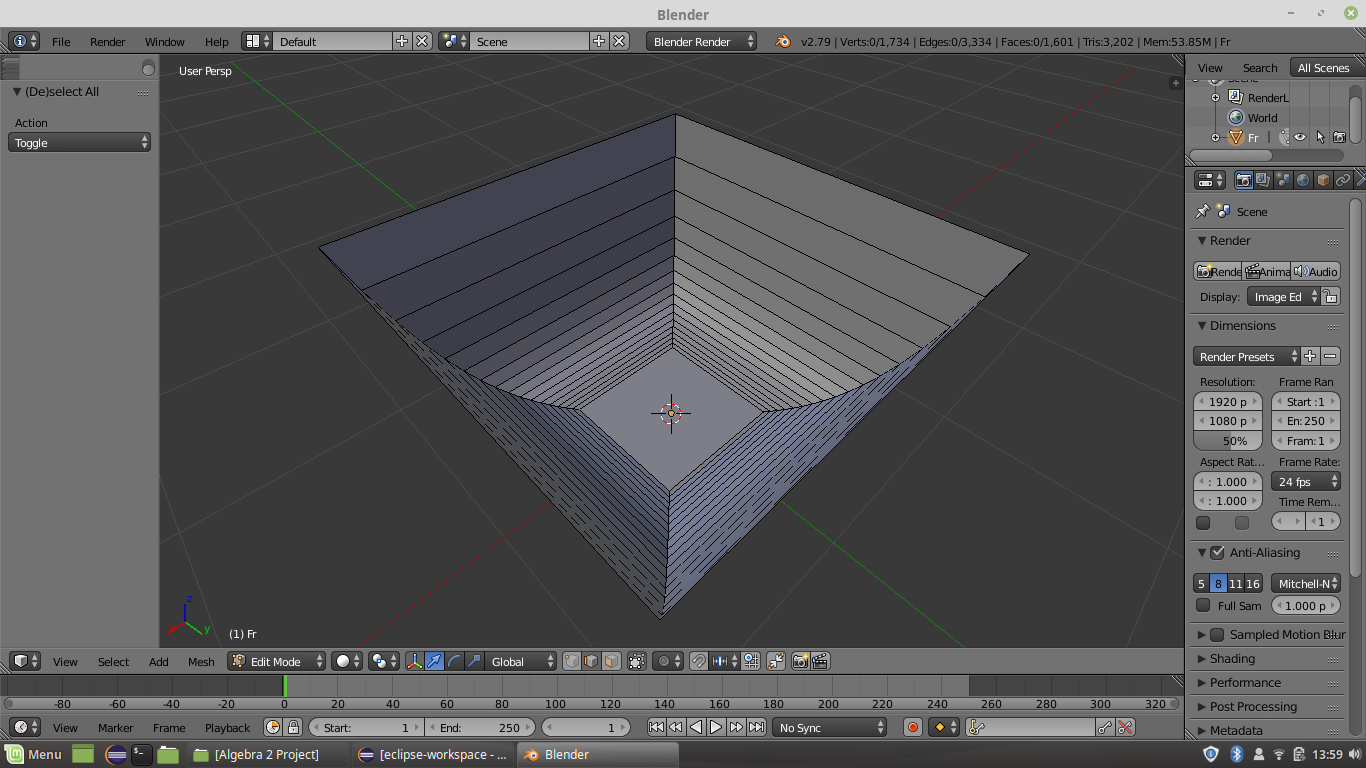 Blender
File Render Window Help Default Scene Blender Render v2.79 | Verts:0/1,734 | Edges:0/3,334 | Faces:0/1,601 | Tris:3,202 | Mem:53.85M | Fr
(De)select All
Action
Toggle
User Persp
z
x
y
(1) Fr
View Search All Scenes
RenderL
World
Fr
Scene
Render
Rende Anima Audio
Display: Image Ed
Dimensions
Render Presets
Resolution: Frame Ran
1920 p Start :1
1080 p En: 250
50% Fram: 1
Aspect Rat... Frame Rate:
: 1.000 24 fps
: 1.000 Time Rem...
1
Anti-Aliasing
5 8 11 16 Mitchell-N
Full Sam 1.000 p
Sampled Motion Blur
Shading
Performance
Post Processing
Metadata
View Select Add Mesh Edit Mode Global
-80 -60 -40 -20 0 20 40 60 80 100 120 140 160 180 200 220 240 260 280 300 320
View Marker Frame Playback Start: 1 End: 250 1 No Sync
Menu [Algebra 2 Project] [eclipse-workspace - ... Blender 13:59